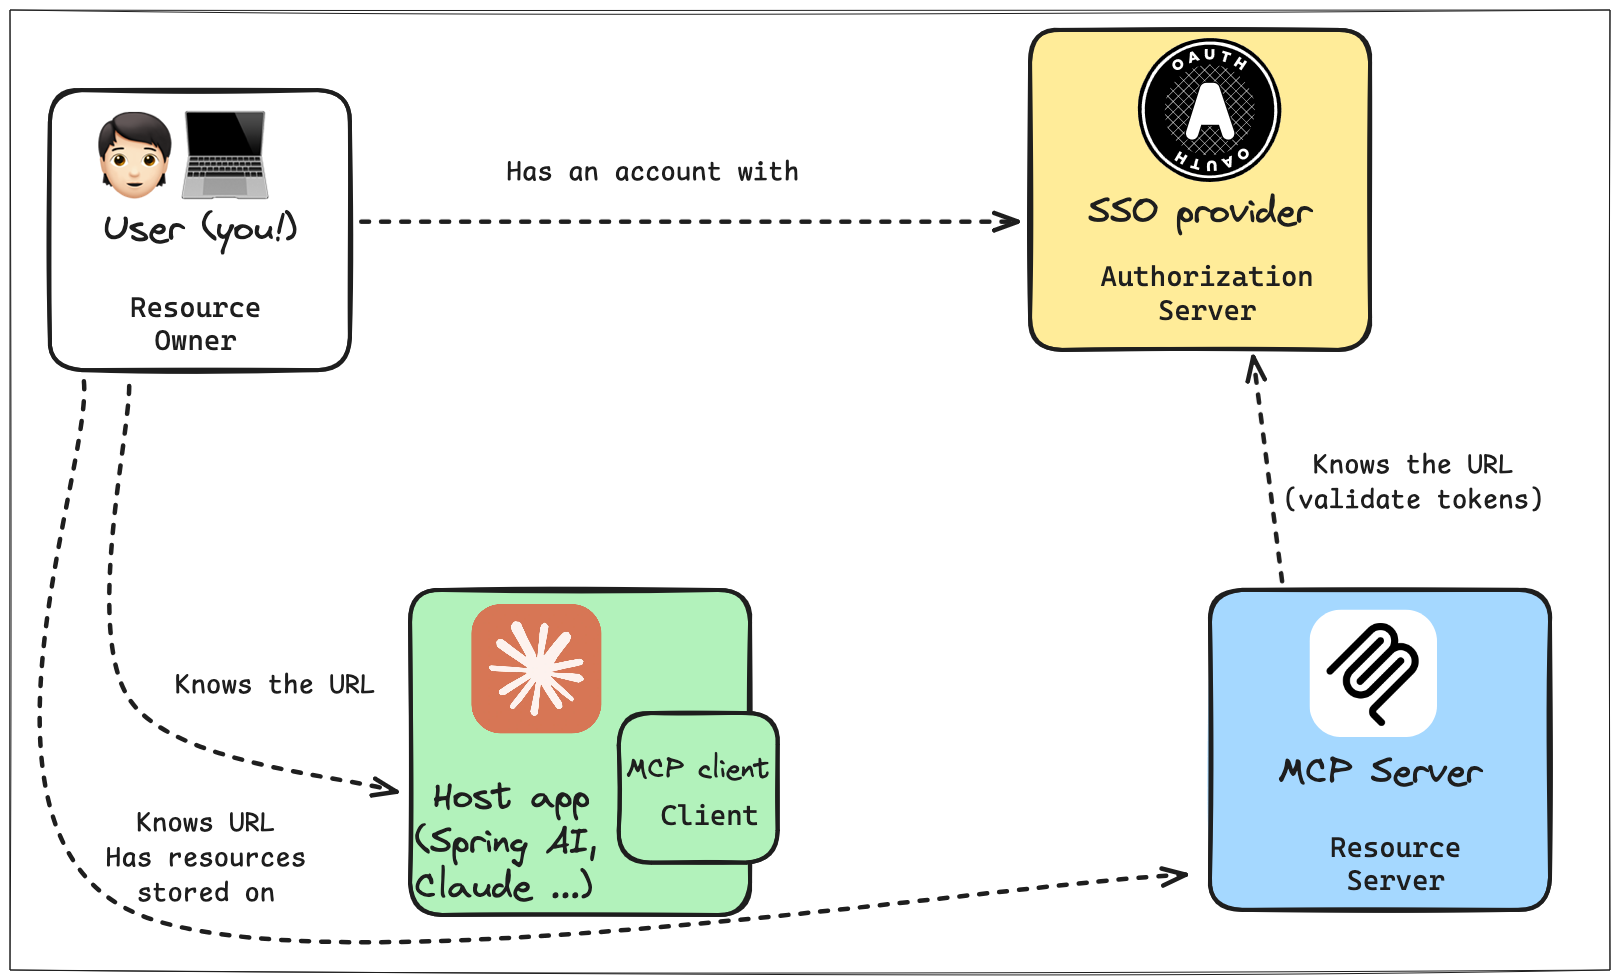 OAUTH
OAUTH
User (you!)
Resource
Owner
Has an account with
SSO provider
Authorization
Server
Knows the URL
(validate tokens)
Knows the URL
Knows URL
Has resources
stored on
Host app
(Spring AI,
Claude ...)
MCP client
Client
MCP Server
Resource
Server